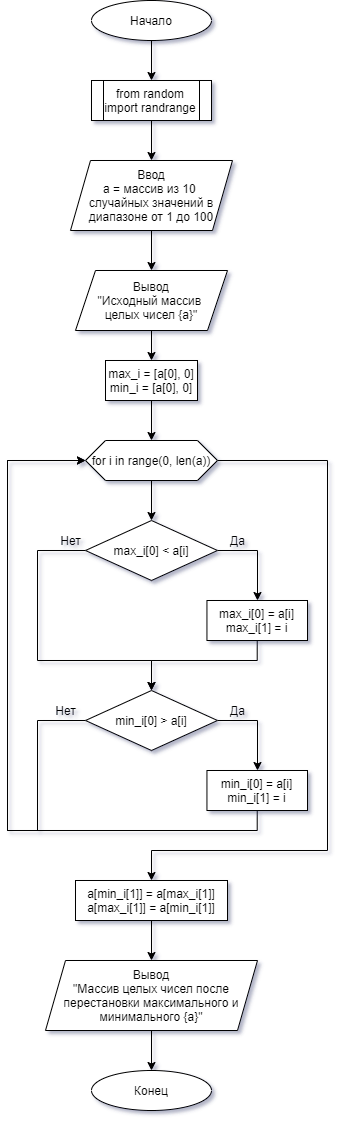 Начало
from random
import randrange
Ввод
a = массив из 10
случайных значений в
диапазоне от 1 до 100
Вывод
"Исходный массив
целых чисел {a}"
max_i = [a[0], 0]
min_i = [a[0], 0]
for i in range(0, len(a))
Нет
max_i[0] < a[i]
Да
max_i[0] = a[i]
max_i[1] = i
Нет
min_i[0] > a[i]
Да
min_i[0] = a[i]
min_i[1] = i
a[min_i[1]] = a[max_i[1]]
a[max_i[1]] = a[min_i[1]]
Вывод
"Массив целых чисел после
перестановки максимального и
минимального {a}"
Конец